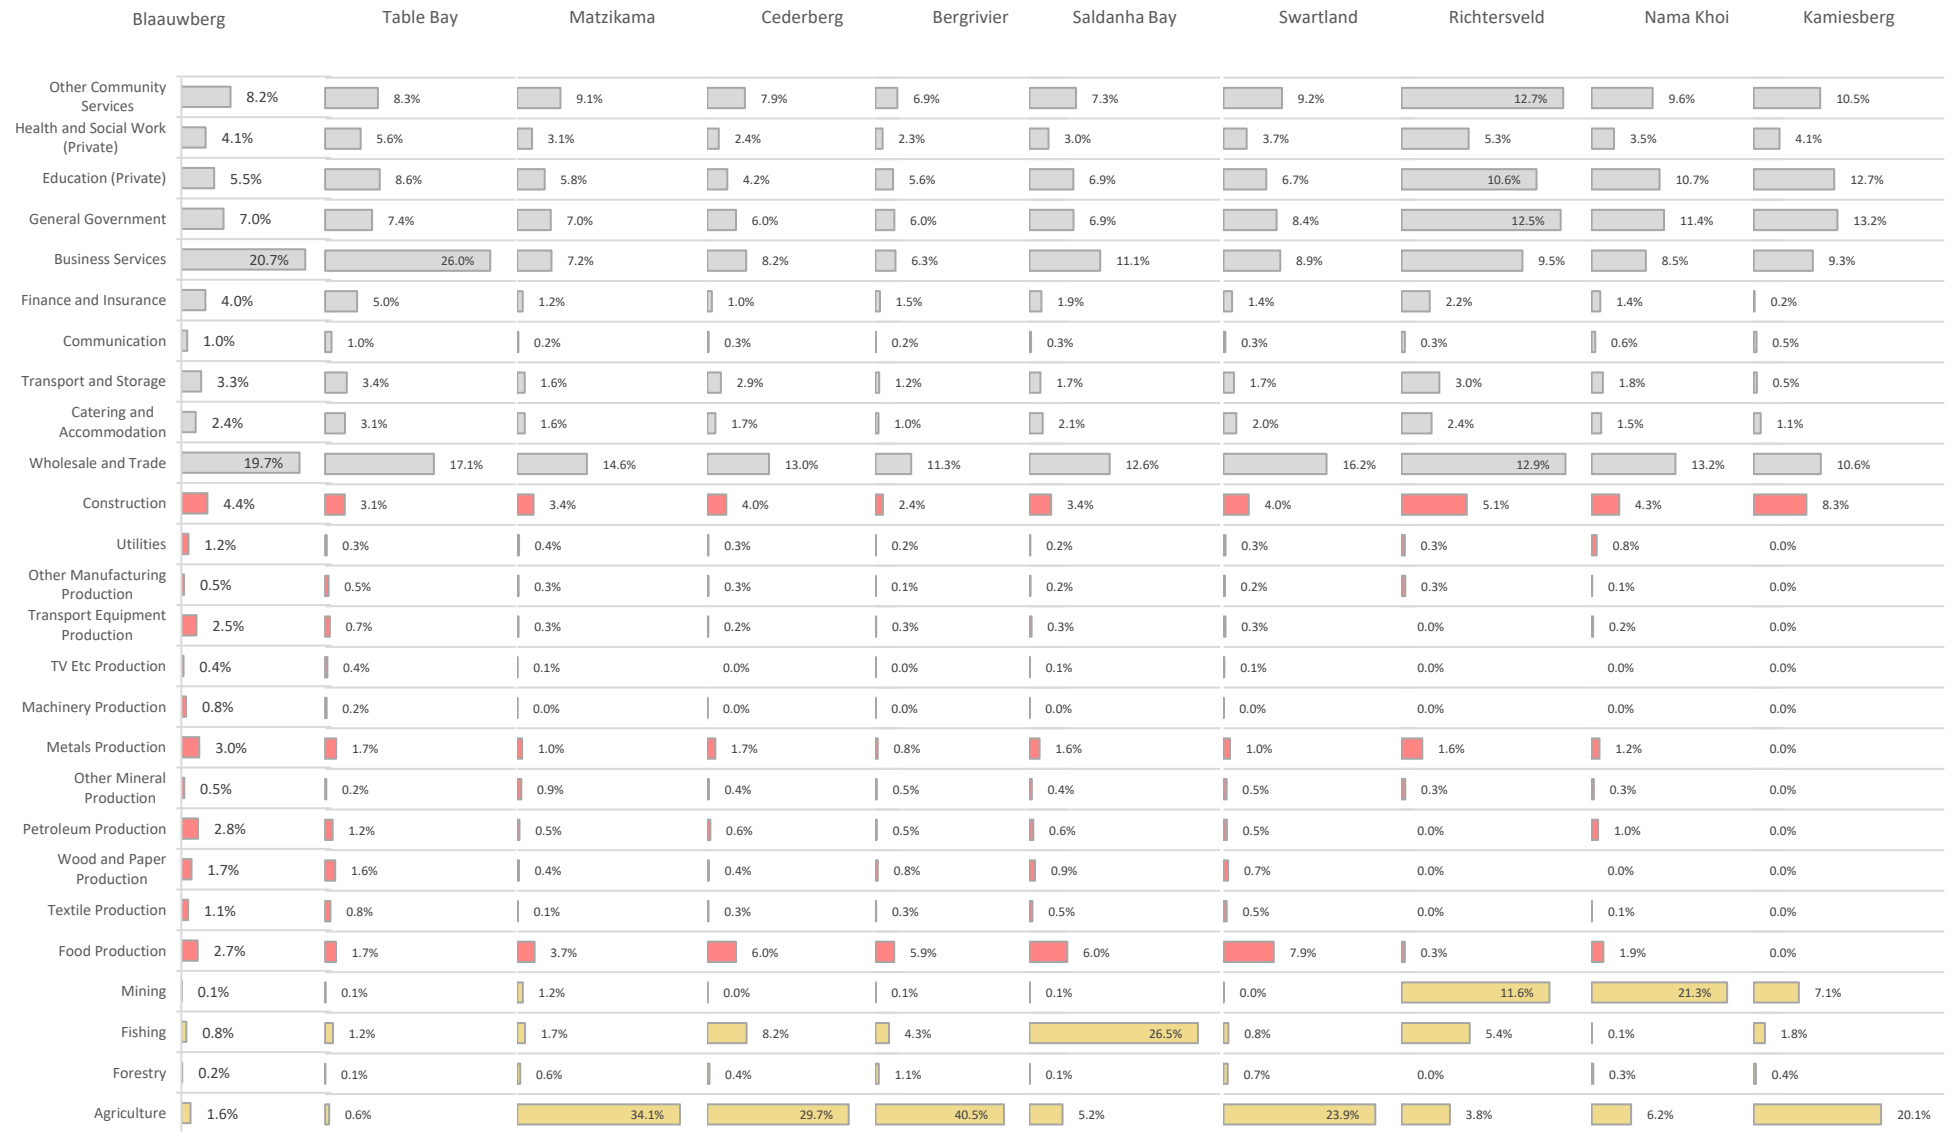 Blaauwberg Table Bay Matzikama Cederberg Bergrivier Saldanha Bay Swartland Richtersveld Nama Khoi Kamiesberg
Other Community
Services
8.2% 8.3% 9.1% 7.9% 6.9% 7.3% 9.2% 12.7% 9.6% 10.5%
Health and Social Work
(Private)
4.1% 5.6% 3.1% 2.4% 2.3% 3.0% 3.7% 5.3% 3.5% 4.1%
Education (Private) 5.5% 8.6% 5.8% 4.2% 5.6% 6.9% 6.7% 10.6% 10.7% 12.7%
General Government 7.0% 7.4% 7.0% 6.0% 6.0% 6.9% 8.4% 12.5% 11.4% 13.2%
Business Services 20.7% 26.0% 7.2% 8.2% 6.3% 11.1% 8.9% 9.5% 8.5% 9.3%
Finance and Insurance 4.0% 5.0% 1.2% 1.0% 1.5% 1.9% 1.4% 2.2% 1.4% 0.2%
Communication 1.0% 1.0% 0.2% 0.3% 0.2% 0.3% 0.3% 0.3% 0.6% 0.5%
Transport and Storage 3.3% 3.4% 1.6% 2.9% 1.2% 1.7% 1.7% 3.0% 1.8% 0.5%
Catering and
Accommodation
2.4% 3.1% 1.6% 1.7% 1.0% 2.1% 2.0% 2.4% 1.5% 1.1%
Wholesale and Trade 19.7% 17.1% 14.6% 13.0% 11.3% 12.6% 16.2% 12.9% 13.2% 10.6%
Construction 4.4% 3.1% 3.4% 4.0% 2.4% 3.4% 4.0% 5.1% 4.3% 8.3%
Utilities 1.2% 0.3% 0.4% 0.3% 0.2% 0.2% 0.3% 0.3% 0.8% 0.0%
Other Manufacturing
Production
0.5% 0.5% 0.3% 0.3% 0.1% 0.2% 0.2% 0.3% 0.1% 0.0%
Transport Equipment
Production
2.5% 0.7% 0.3% 0.2% 0.3% 0.3% 0.3% 0.0% 0.2% 0.0%
TV Etc Production 0.4% 0.4% 0.1% 0.0% 0.0% 0.1% 0.1% 0.0% 0.0% 0.0%
Machinery Production 0.8% 0.2% 0.0% 0.0% 0.0% 0.0% 0.0% 0.0% 0.0% 0.0%
Metals Production 3.0% 1.7% 1.0% 1.7% 0.8% 1.6% 1.0% 1.6% 1.2% 0.0%
Other Mineral
Production
0.5% 0.2% 0.9% 0.4% 0.5% 0.4% 0.5% 0.3% 0.3% 0.0%
Petroleum Production 2.8% 1.2% 0.5% 0.6% 0.5% 0.6% 0.5% 0.0% 1.0% 0.0%
Wood and Paper
Production
1.7% 1.6% 0.4% 0.4% 0.8% 0.9% 0.7% 0.0% 0.0% 0.0%
Textile Production 1.1% 0.8% 0.1% 0.3% 0.3% 0.5% 0.5% 0.0% 0.1% 0.0%
Food Production 2.7% 1.7% 3.7% 6.0% 5.9% 6.0% 7.9% 0.3% 1.9% 0.0%
Mining 0.1% 0.1% 1.2% 0.0% 0.1% 0.1% 0.0% 11.6% 21.3% 7.1%
Fishing 0.8% 1.2% 1.7% 8.2% 4.3% 26.5% 0.8% 5.4% 0.1% 1.8%
Forestry 0.2% 0.1% 0.6% 0.4% 1.1% 0.1% 0.7% 0.0% 0.3% 0.4%
Agriculture 1.6% 0.6% 34.1% 29.7% 40.5% 5.2% 23.9% 3.8% 6.2% 20.1%